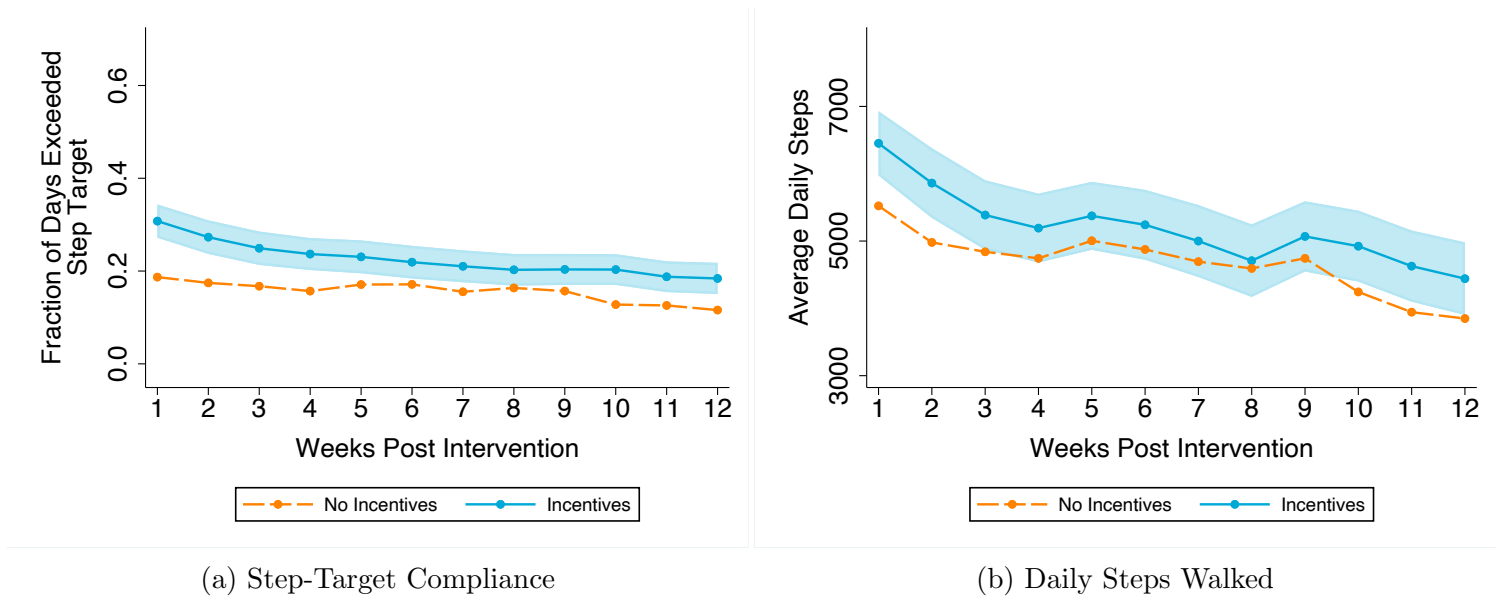 Fraction of Days Exceeded
Step Target
0.6
0.4
0.2
0.0
1 2 3 4 5 6 7 8 9 10 11 12
Weeks Post Intervention
No Incentives Incentives
(a) Step-Target Compliance
Average Daily Steps
7000
5000
3000
1 2 3 4 5 6 7 8 9 10 11 12
Weeks Post Intervention
No Incentives Incentives
(b) Daily Steps Walked